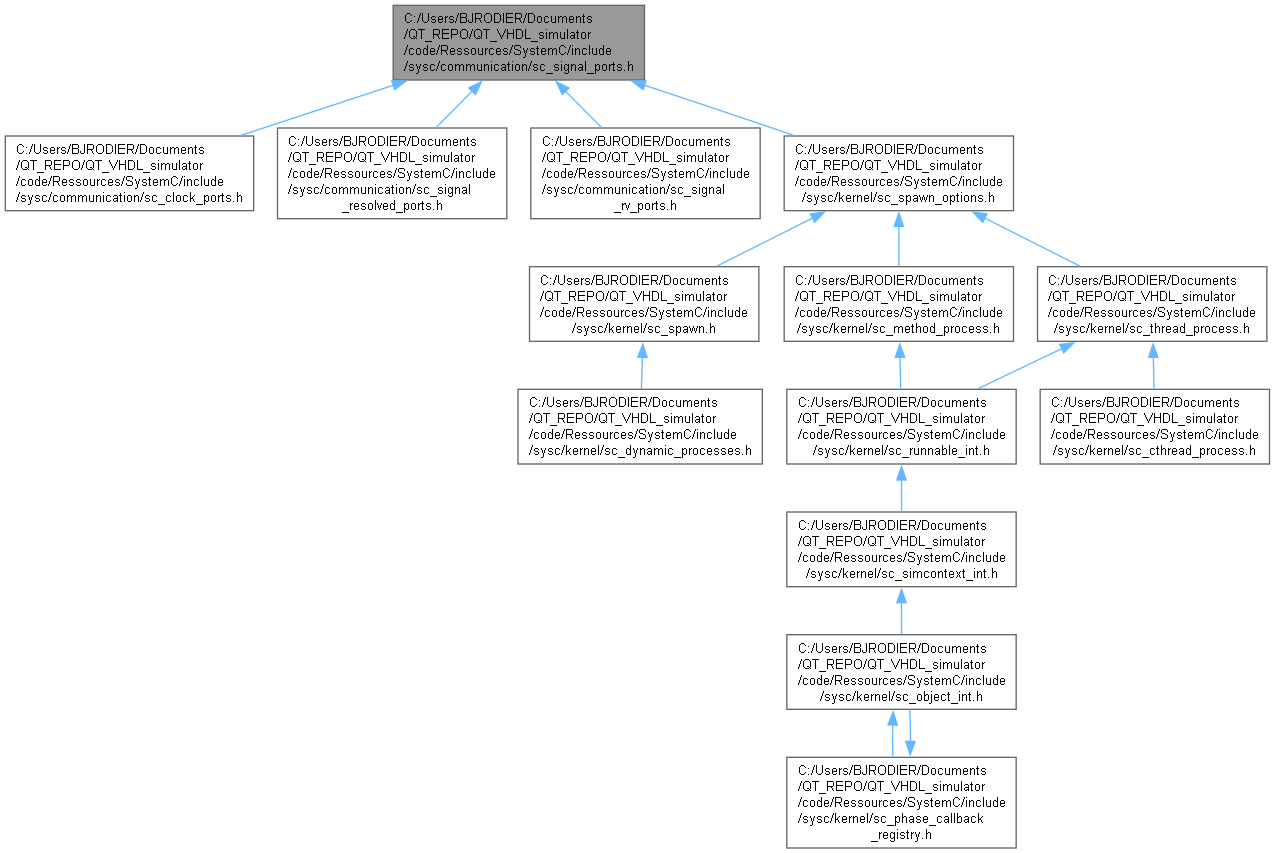 C:/Users/BJRODIER/Documents
/QT_REPO/QT_VHDL_simulator
/code/Ressources/SystemC/include
/sysc/communication/sc_signal_ports.h
C:/Users/BJRODIER/Documents
/QT_REPO/QT_VHDL_simulator
/code/Ressources/SystemC/include
/sysc/communication/sc_clock_ports.h
C:/Users/BJRODIER/Documents
/QT_REPO/QT_VHDL_simulator
/code/Ressources/SystemC/include
/sysc/communication/sc_signal
_resolved_ports.h
C:/Users/BJRODIER/Documents
/QT_REPO/QT_VHDL_simulator
/code/Ressources/SystemC/include
/sysc/communication/sc_signal
_rv_ports.h
C:/Users/BJRODIER/Documents
/QT_REPO/QT_VHDL_simulator
/code/Ressources/SystemC/include
/sysc/kernel/sc_spawn_options.h
C:/Users/BJRODIER/Documents
/QT_REPO/QT_VHDL_simulator
/code/Ressources/SystemC/include
/sysc/kernel/sc_spawn.h
C:/Users/BJRODIER/Documents
/QT_REPO/QT_VHDL_simulator
/code/Ressources/SystemC/include
/sysc/kernel/sc_method_process.h
C:/Users/BJRODIER/Documents
/QT_REPO/QT_VHDL_simulator
/code/Ressources/SystemC/include
/sysc/kernel/sc_thread_process.h
C:/Users/BJRODIER/Documents
/QT_REPO/QT_VHDL_simulator
/code/Ressources/SystemC/include
/sysc/kernel/sc_dynamic_processes.h
C:/Users/BJRODIER/Documents
/QT_REPO/QT_VHDL_simulator
/code/Ressources/SystemC/include
/sysc/kernel/sc_runnable_int.h
C:/Users/BJRODIER/Documents
/QT_REPO/QT_VHDL_simulator
/code/Ressources/SystemC/include
/sysc/kernel/sc_cthread_process.h
C:/Users/BJRODIER/Documents
/QT_REPO/QT_VHDL_simulator
/code/Ressources/SystemC/include
/sysc/kernel/sc_simcontext_int.h
C:/Users/BJRODIER/Documents
/QT_REPO/QT_VHDL_simulator
/code/Ressources/SystemC/include
/sysc/kernel/sc_object_int.h
C:/Users/BJRODIER/Documents
/QT_REPO/QT_VHDL_simulator
/code/Ressources/SystemC/include
/sysc/kernel/sc_phase_callback
_registry.h